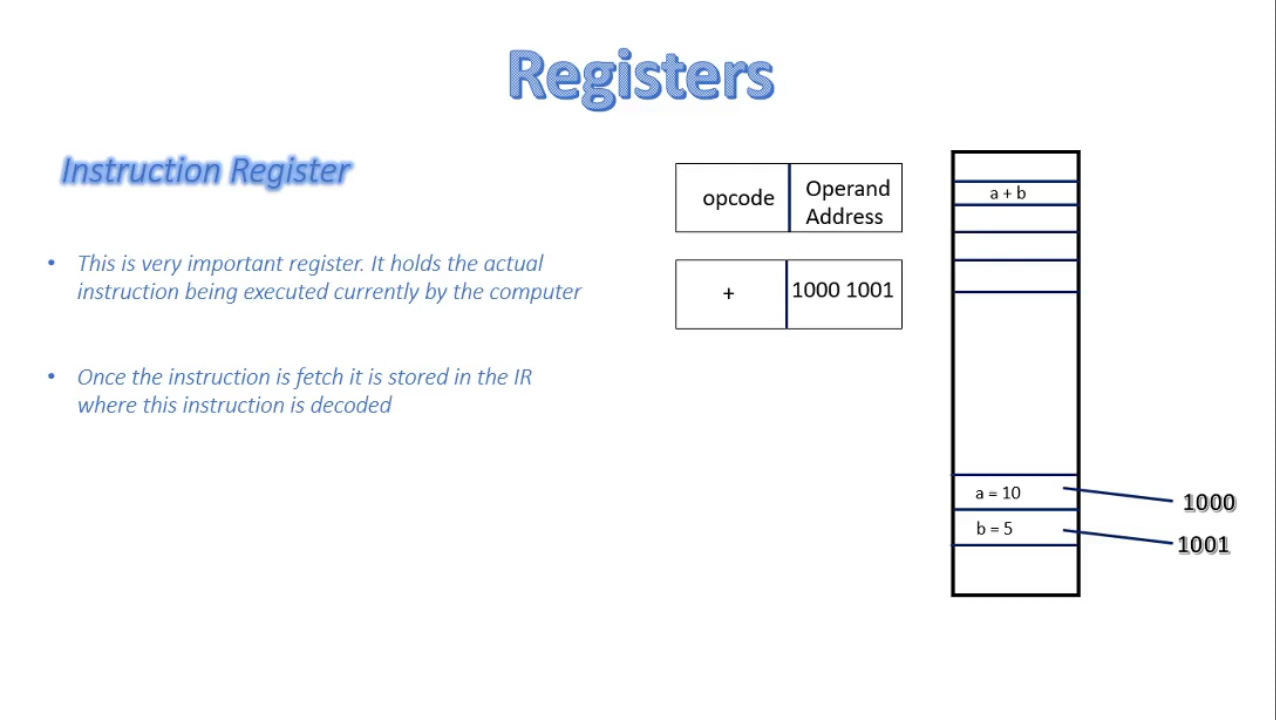 Registers
Instruction Register
• This is very important register. It holds the actual
instruction being executed currently by the computer
• Once the instruction is fetch it is stored in the IR
where this instruction is decoded
opcode
Operand
Address
+
1000 1001
a + b
a = 10
1000
b = 5
1001